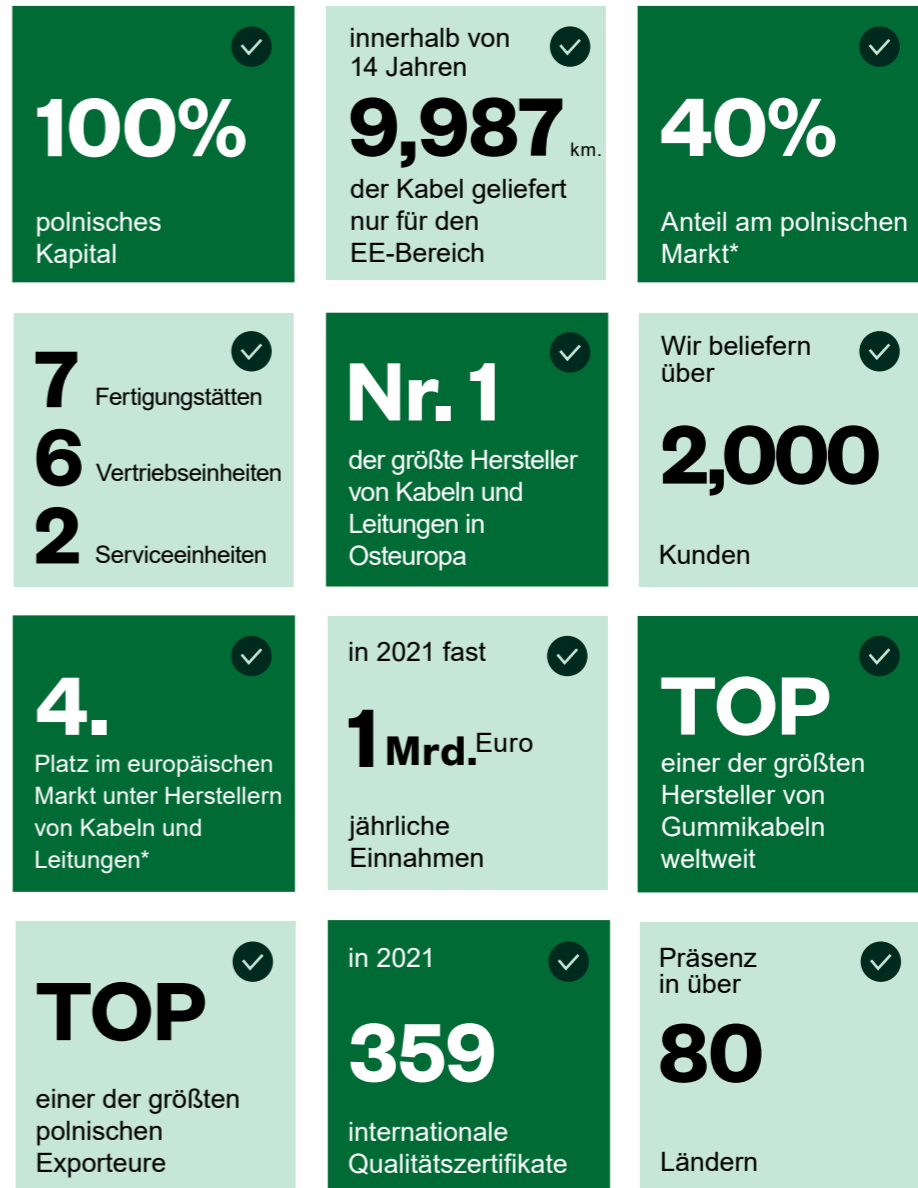 100%
polnisches
Kapital
innerhalb von
14 Jahren
9,987 km.
der Kabel geliefert
nur für den
EE-Bereich
40%
Anteil am polnischen
Markt*
7 Fertigungstätten
6 Vertriebseinheiten
2 Serviceeinheiten
Nr. 1
der größte Hersteller
von Kabeln und
Leitungen in
Osteuropa
Wir beliefern
über
2,000
Kunden
4.
Platz im europäischen
Markt unter Herstellern
von Kabeln und
Leitungen*
in 2021 fast
1 Mrd. Euro
jährliche
Einnahmen
TOP
einer der größten
Hersteller von
Gummikabeln
weltweit
TOP
einer der größten
polnischen
Exporteure
in 2021
359
internationale
Qualitätszertifikate
Präsenz
in über
80
Ländern